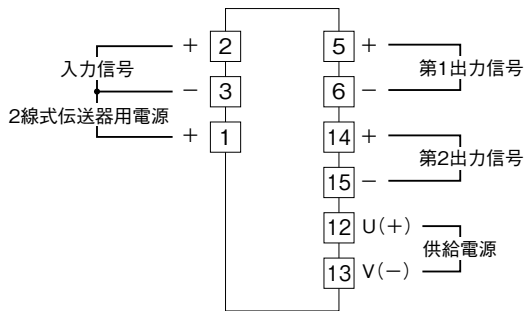 + 2
入力信号
− 3
2線式伝送器用電源
+ 1
5 +
第1出力信号
6 −
14 +
第2出力信号
15 −
12 U(+)
供給電源
13 V(−)